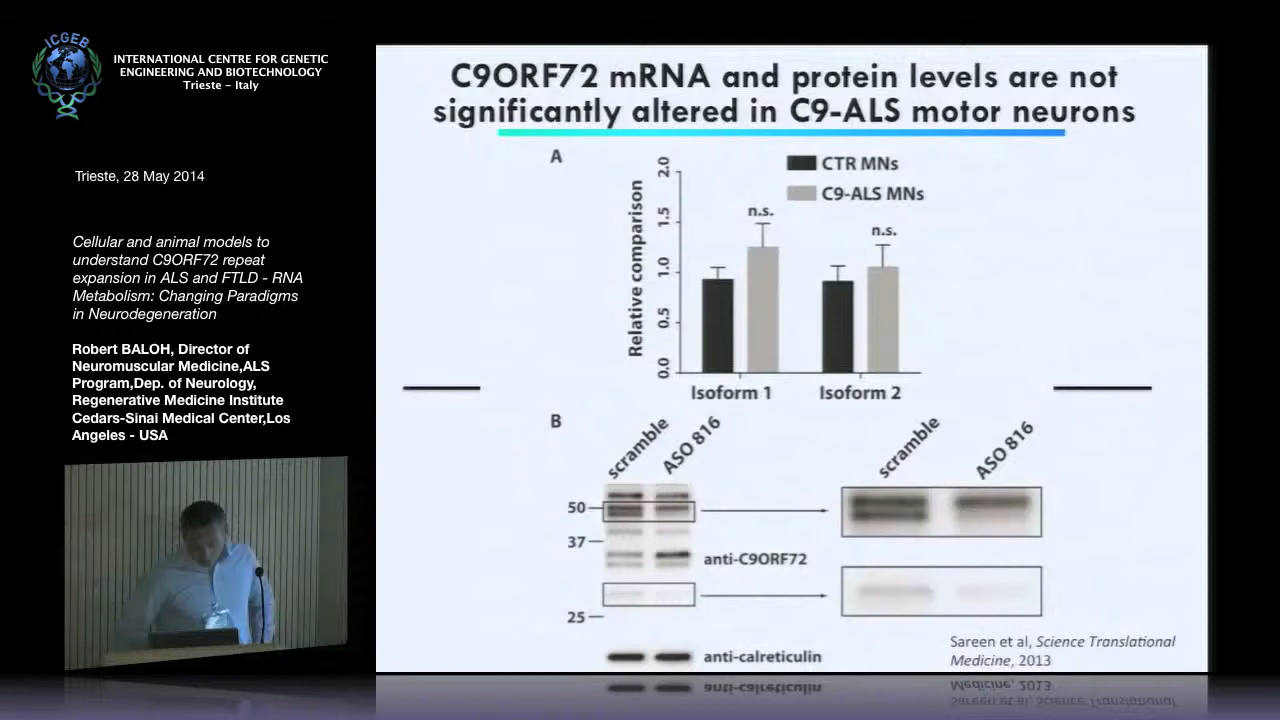 ICGEB
INTERNATIONAL CENTRE FOR GENETIC
ENGINEERING AND BIOTECHNOLOGY
Trieste - Italy
Trieste, 28 May 2014
Cellular and animal models to
understand C9ORF72 repeat
expansion in ALS and FTLD - RNA
Metabolism: Changing Paradigms
in Neurodegeneration
Robert BALOH, Director of
Neuromuscular Medicine,ALS
Program,Dep. of Neurology,
Regenerative Medicine Institute
Cedars-Sinai Medical Center,Los
Angeles - USA
C9ORF72 mRNA and protein levels are not
significantly altered in C9-ALS motor neurons
A
CTR MNs
C9-ALS MNs
Relative comparison
2.0
1.5
1.0
0.5
0.0
n.s.
n.s.
Isoform 1
Isoform 2
B
scramble
ASO 816
scramble
ASO 816
50
37
25
anti-C9ORF72
anti-calreticulin
Sareen et al, Science Translational
Medicine, 2013